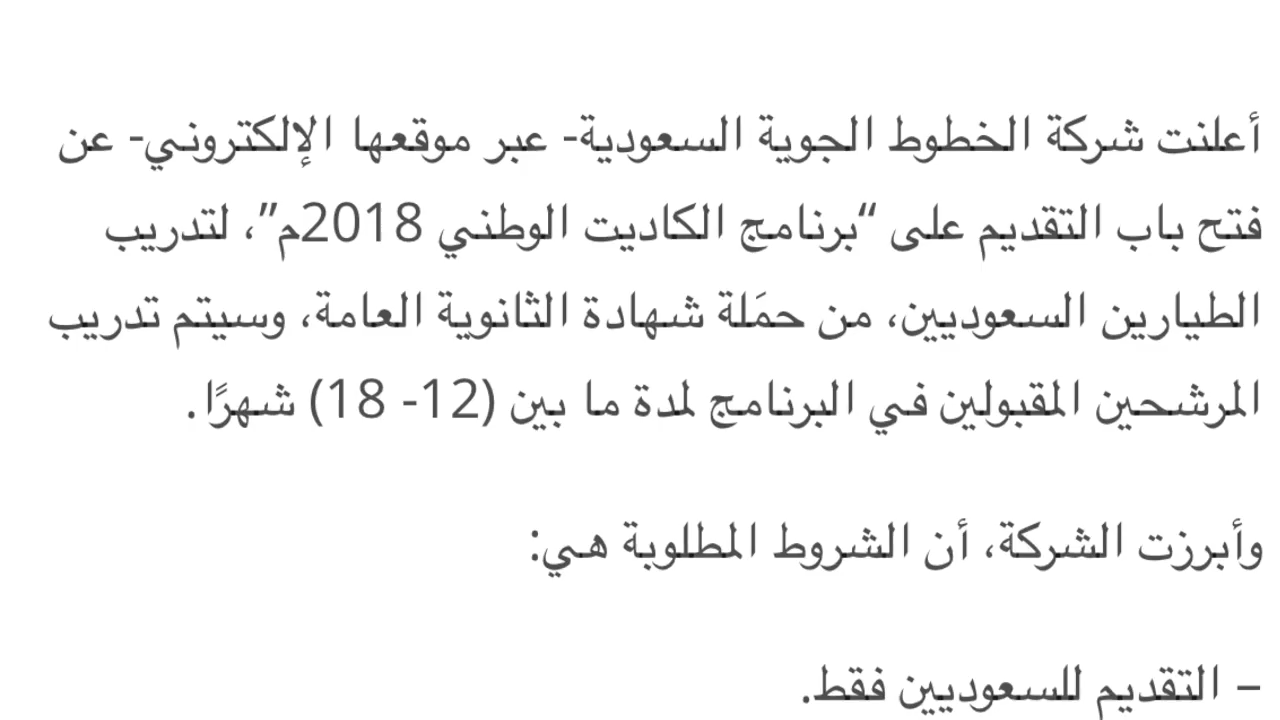 أعلنت شركة الخطوط الجوية السعودية- عبر موقعها الإلكتروني- عن
فتح باب التقديم على “برنامج الكاديت الوطني 2018م”، لتدريب
الطيارين السعوديين، من حمَلة شهادة الثانوية العامة، وسيتم تدريب
المرشحين المقبولين في البرنامج لمدة ما بين (12- 18) شهرًا.
وأبرزت الشركة، أن الشروط المطلوبة هي:
– التقديم للسعوديين فقط.